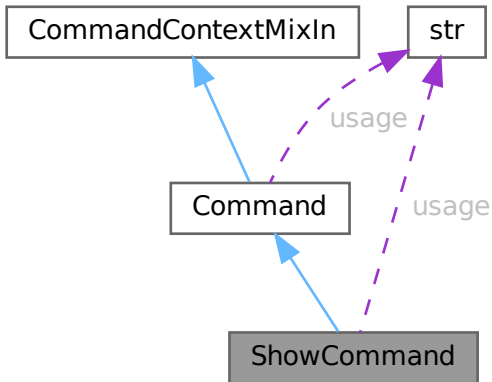 CommandContextMixIn
str
usage
Command
usage
ShowCommand